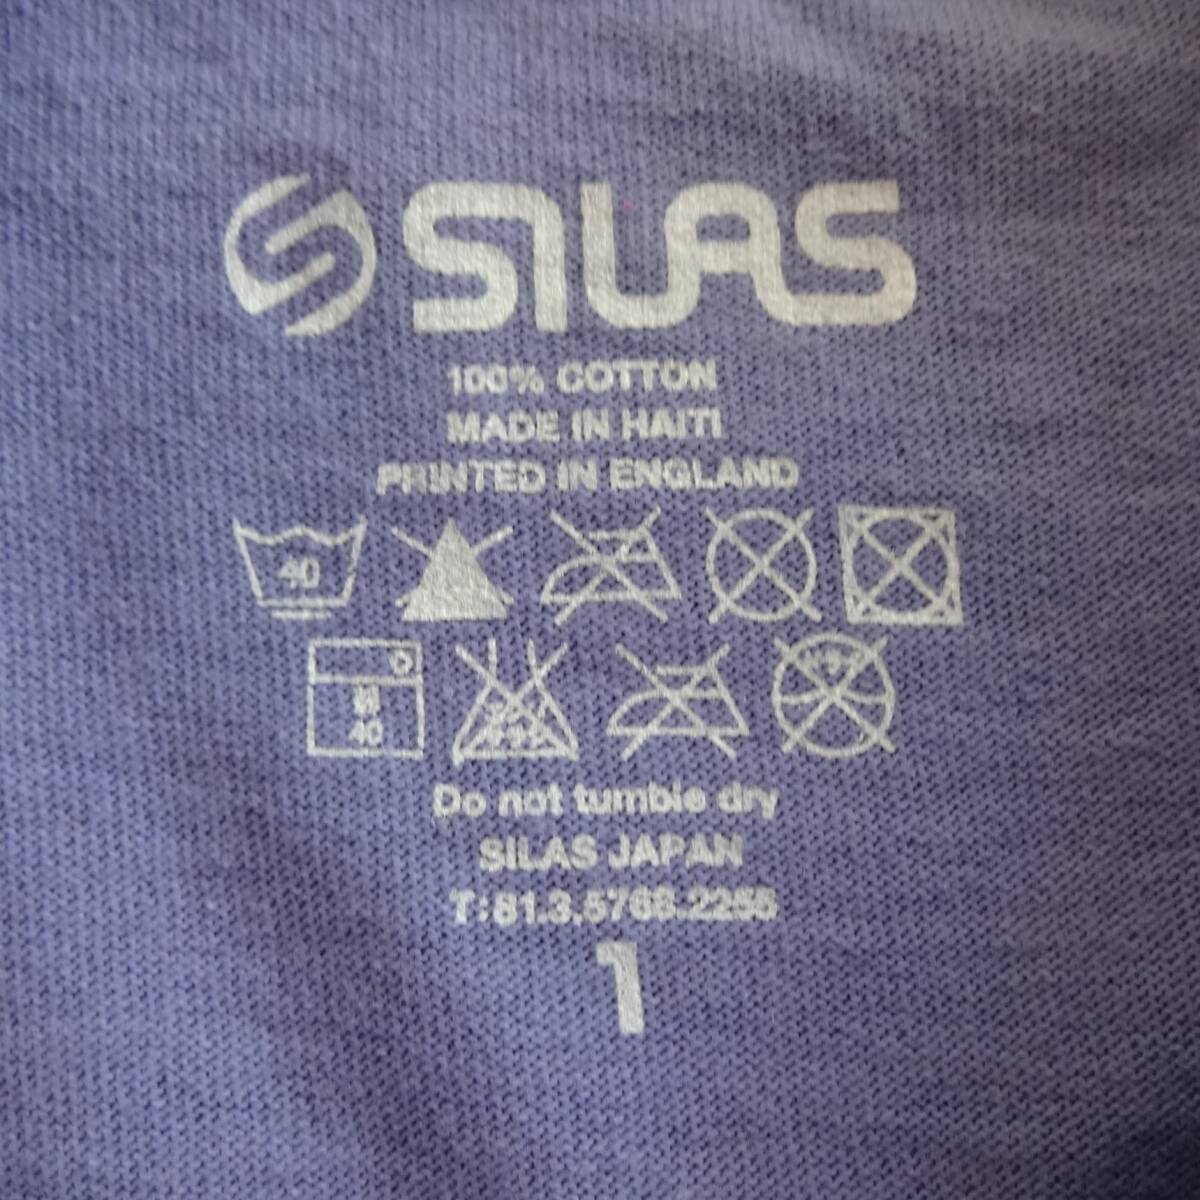 SILAS
100% COTTON
MADE IN HAITI
PRINTED IN ENGLAND
40
40
Do not tumble dry
SILAS JAPAN
T:81.3.5768.2255
1